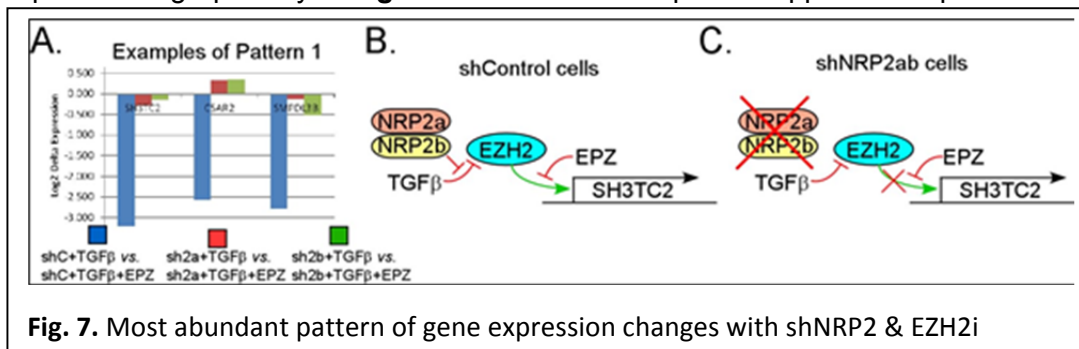 A.
Examples of Pattern 1
0.500
0.000
-0.500
-1.000
-1.500
-2.000
-2.500
-3.000
Log2 Delta Expression
SH3TC2
C5AR2
shC+TGFβ vs.
shC+TGFβ+EPZ
sh2a+TGFβ vs.
sh2a+TGFβ+EPZ
sh2b+TGFβ vs.
sh2b+TGFβ+EPZ
B.
shControl cells
NRP2a
NRP2b
EZH2
EPZ
TGFβ
SH3TC2
C.
shNRP2ab cells
NRP2a
NRP2b
EZH2
EPZ
TGFβ
SH3TC2
Fig. 7. Most abundant pattern of gene expression changes with shNRP2 & EZH2i